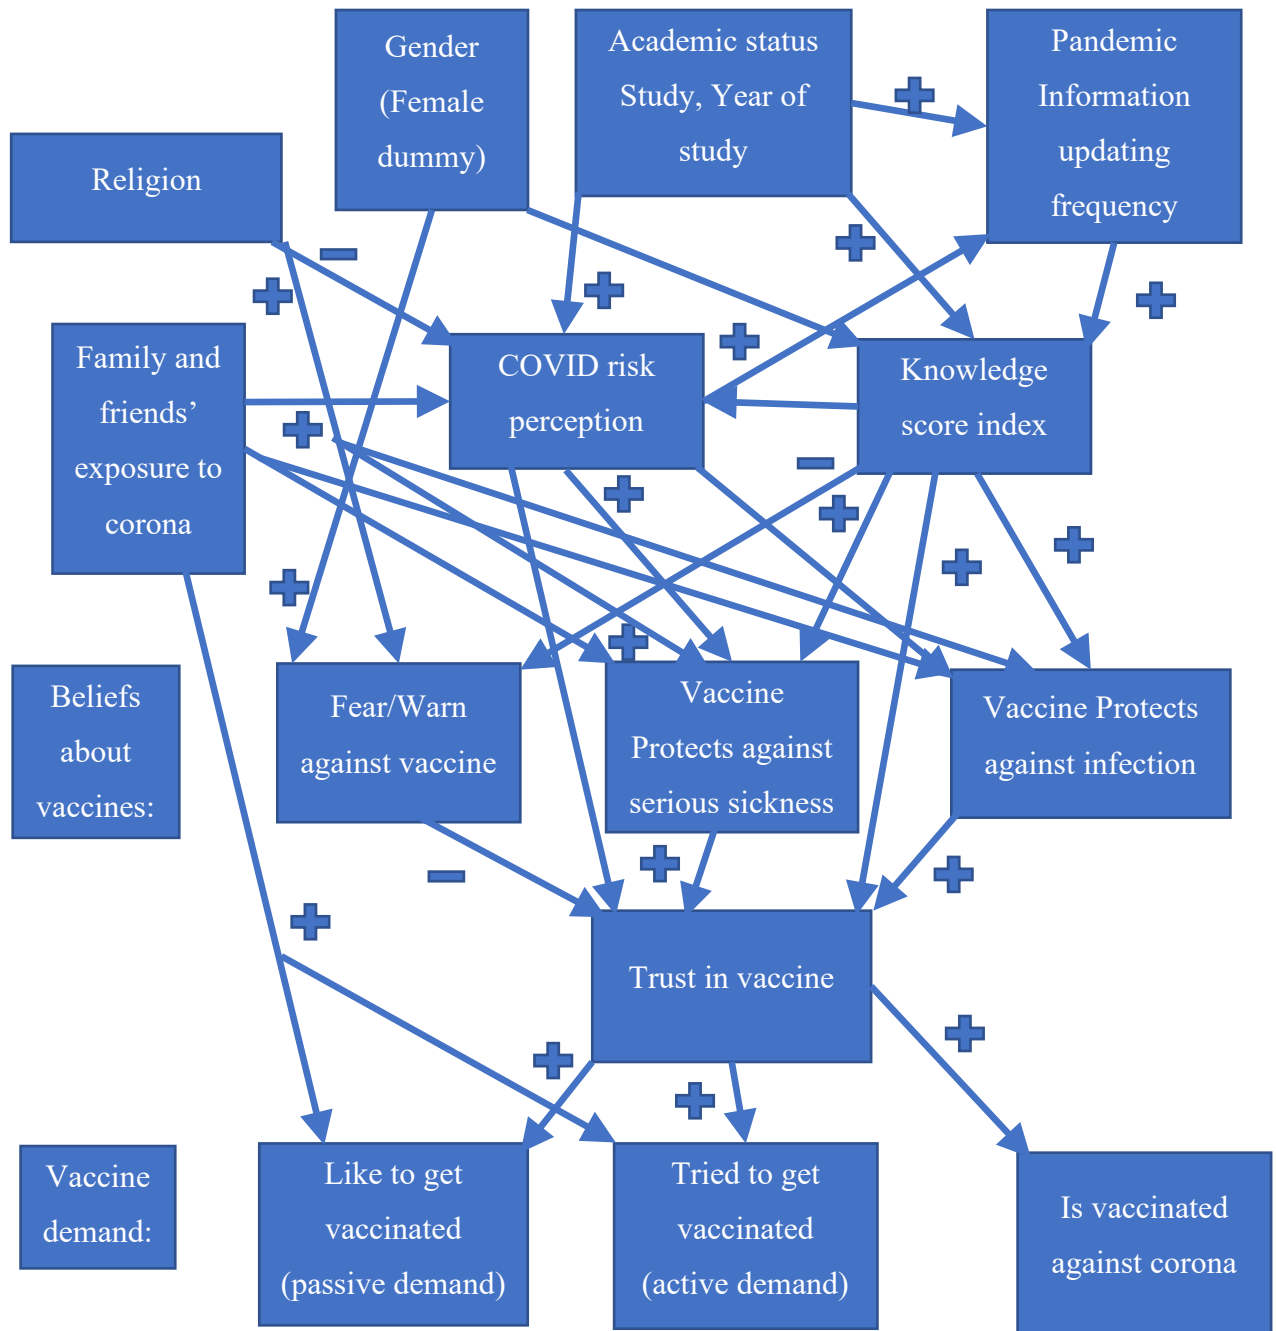 Gender
(Female
dummy)
Academic status
Study, Year of
study
Pandemic
Information
updating
frequency
Religion
Family and
friends’
exposure to
corona
COVID risk
perception
Knowledge
score index
Beliefs
about
vaccines:
Fear/Warn
against vaccine
Vaccine
Protects against
serious sickness
Vaccine Protects
against infection
Trust in vaccine
Vaccine
demand:
Like to get
vaccinated
(passive demand)
Tried to get
vaccinated
(active demand)
Is vaccinated
against corona